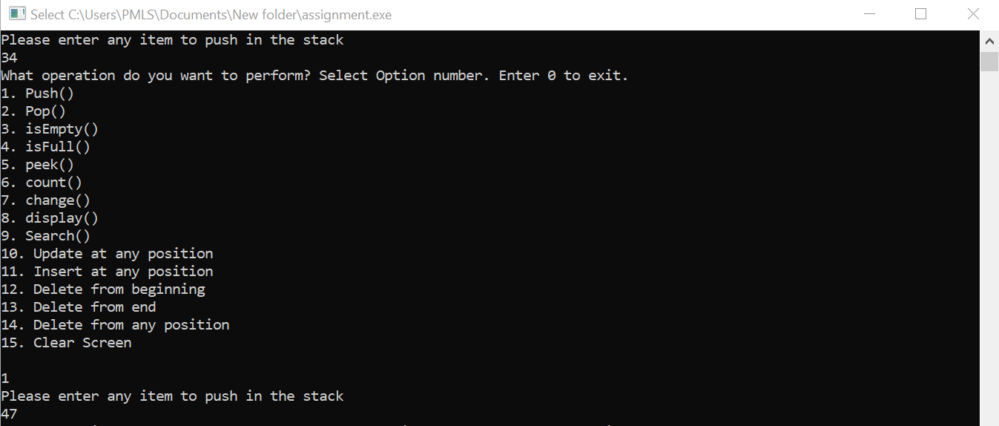 Select C:\Users\PMLS\Documents\New folder\assignment.exe
Please enter any item to push in the stack
34
What operation do you want to perform? Select Option number. Enter 0 to exit.
1. Push()
2. Pop()
3. isEmpty()
4. isFull()
5. peek()
6. count()
7. change()
8. display()
9. Search()
10. Update at any position
11. Insert at any position
12. Delete from beginning
13. Delete from end
14. Delete from any position
15. Clear Screen
1
Please enter any item to push in the stack
47